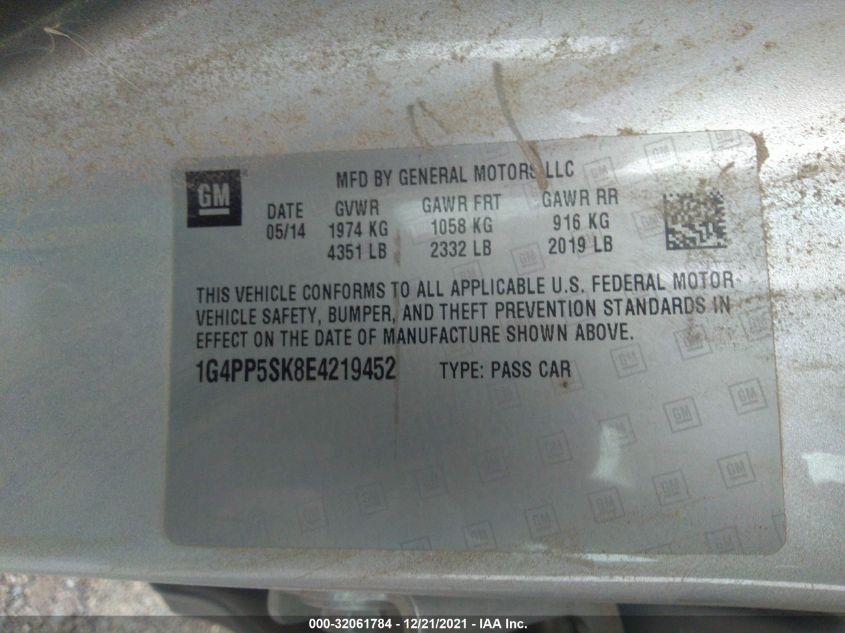 GM
MFD BY GENERAL MOTORS LLC
DATE GVWR GAWR FRT GAWR RR
05/14 1974 KG 1058 KG 916 KG
4351 LB 2332 LB 2019 LB
THIS VEHICLE CONFORMS TO ALL APPLICABLE U.S. FEDERAL MOTOR
VEHICLE SAFETY, BUMPER, AND THEFT PREVENTION STANDARDS IN
EFFECT ON THE DATE OF MANUFACTURE SHOWN ABOVE.
1G4PP5SK8E4219452 TYPE: PASS CAR
000-32061784 - 12/21/2021 - IAA Inc.